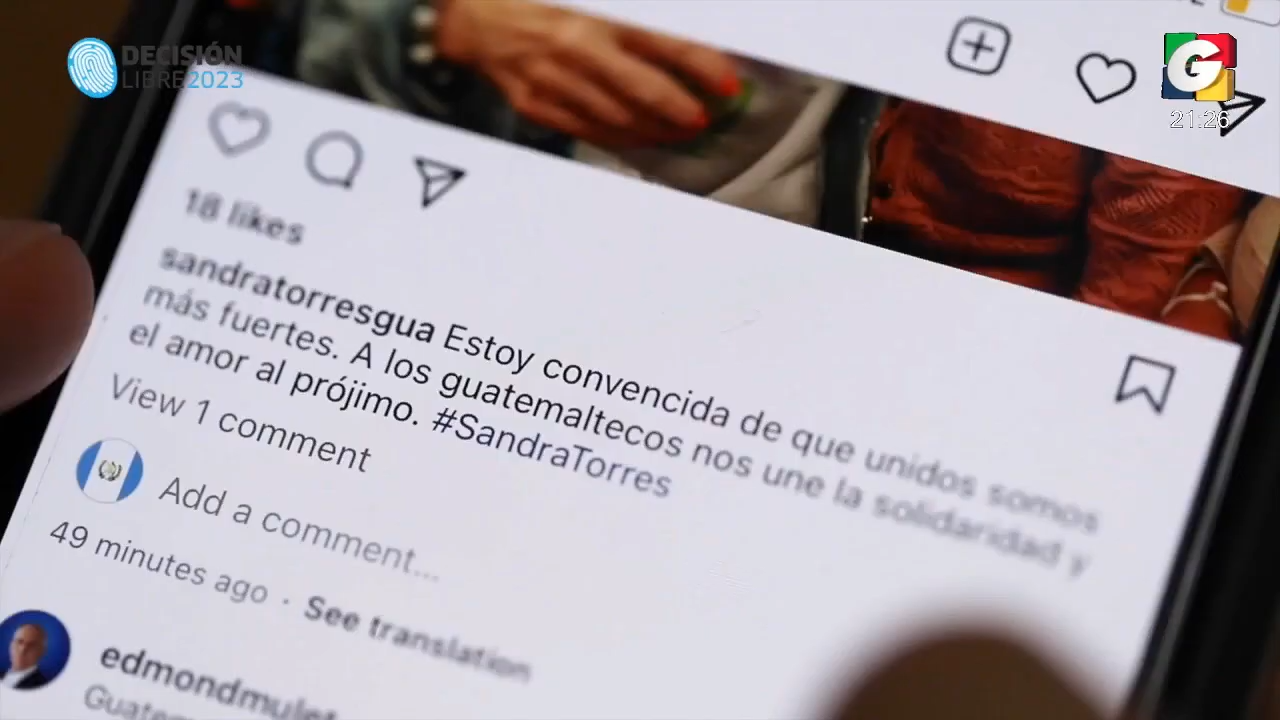 DECISIÓN
LIBRE2023
G
21:26
18 likes
sandratorresgua Estoy convencida de que unidos somos
más fuertes. A los guatemaltecos nos une la solidaridad y
el amor al prójimo. #SandraTorres
View 1 comment
Add a comment...
49 minutes ago · See translation
edmondmulet